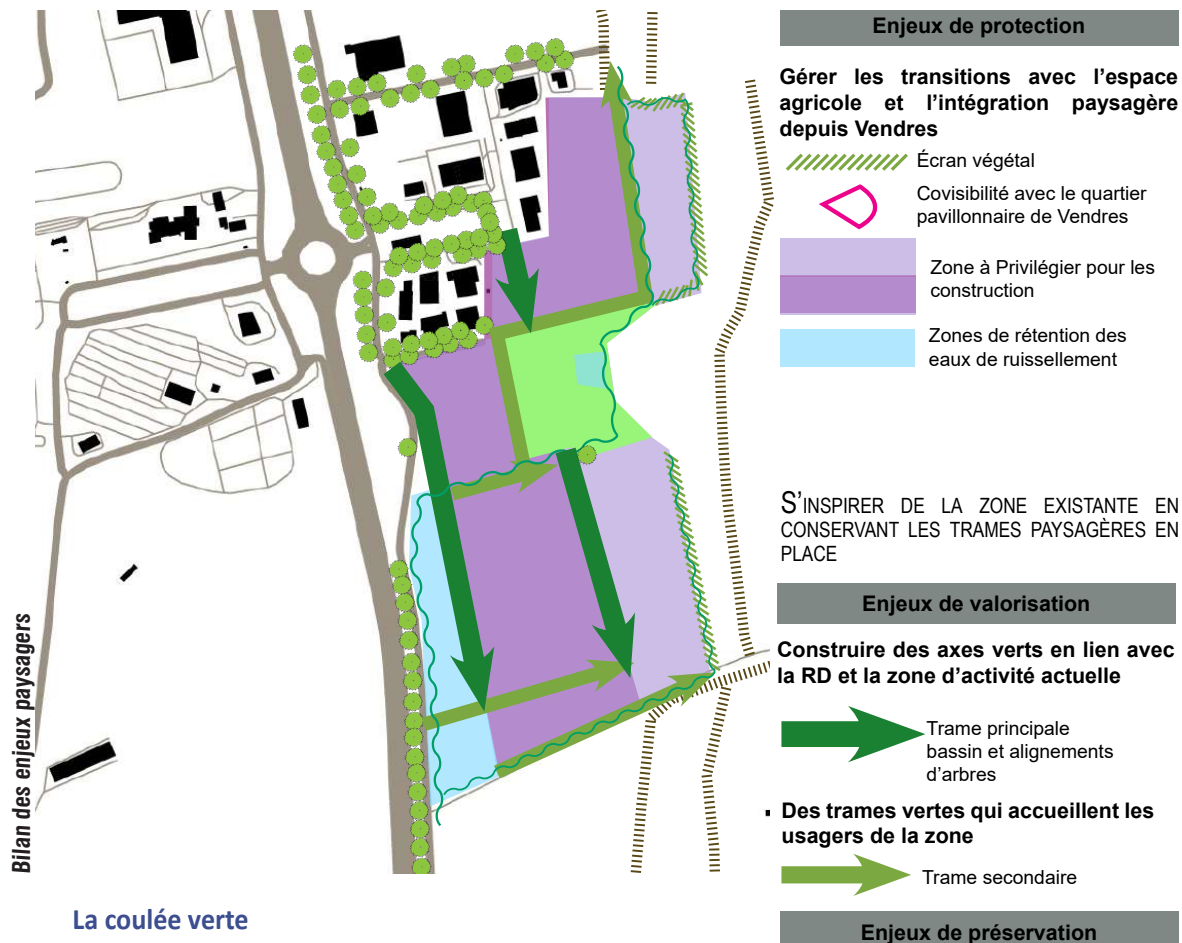 Enjeux de protection
Gérer les transitions avec l'espace
agricole et l'intégration paysagère
depuis Vendres
Écran végétal
Covisibilité avec le quartier
pavillonnaire de Vendres
Zone à Privilégier pour les
construction
Zones de rétention des
eaux de ruissellement
S'INSPIRER DE LA ZONE EXISTANTE EN
CONSERVANT LES TRAMES PAYSAGÈRES EN
PLACE
Enjeux de valorisation
Construire des axes verts en lien avec
la RD et la zone d'activité actuelle
Trame principale
bassin et alignements
d'arbres
Des trames vertes qui accueillent les
usagers de la zone
Trame secondaire
Enjeux de préservation
Bilan des enjeux paysagers
La coulée verte